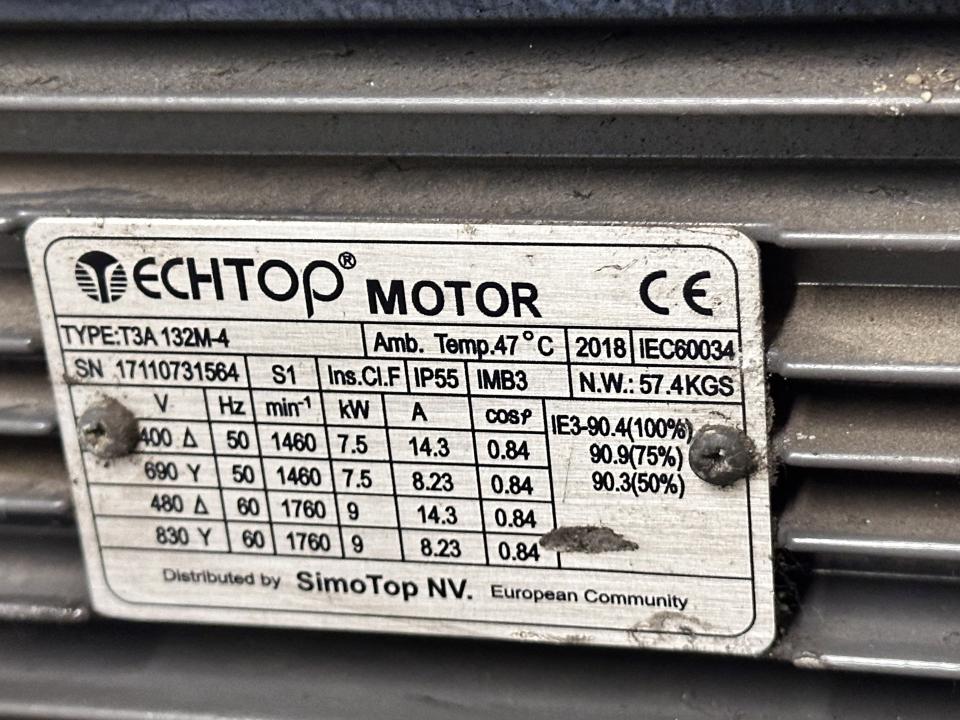 TECHTOP® MOTOR CE
TYPE:T3A 132M-4 Amb. Temp.47°C 2018 IEC60034
SN 17110731564 S1 Ins.Cl.F IP55 IMB3 N.W.: 57.4KGS
V Hz min⁻¹ kW A cosφ IE3-90.4(100%)
400 Δ 50 1460 7.5 14.3 0.84 90.9(75%)
690 Y 50 1460 7.5 8.23 0.84 90.3(50%)
480 Δ 60 1760 9 14.3 0.84
830 Y 60 1760 9 8.23 0.84
Distributed by SimoTop NV. European Community